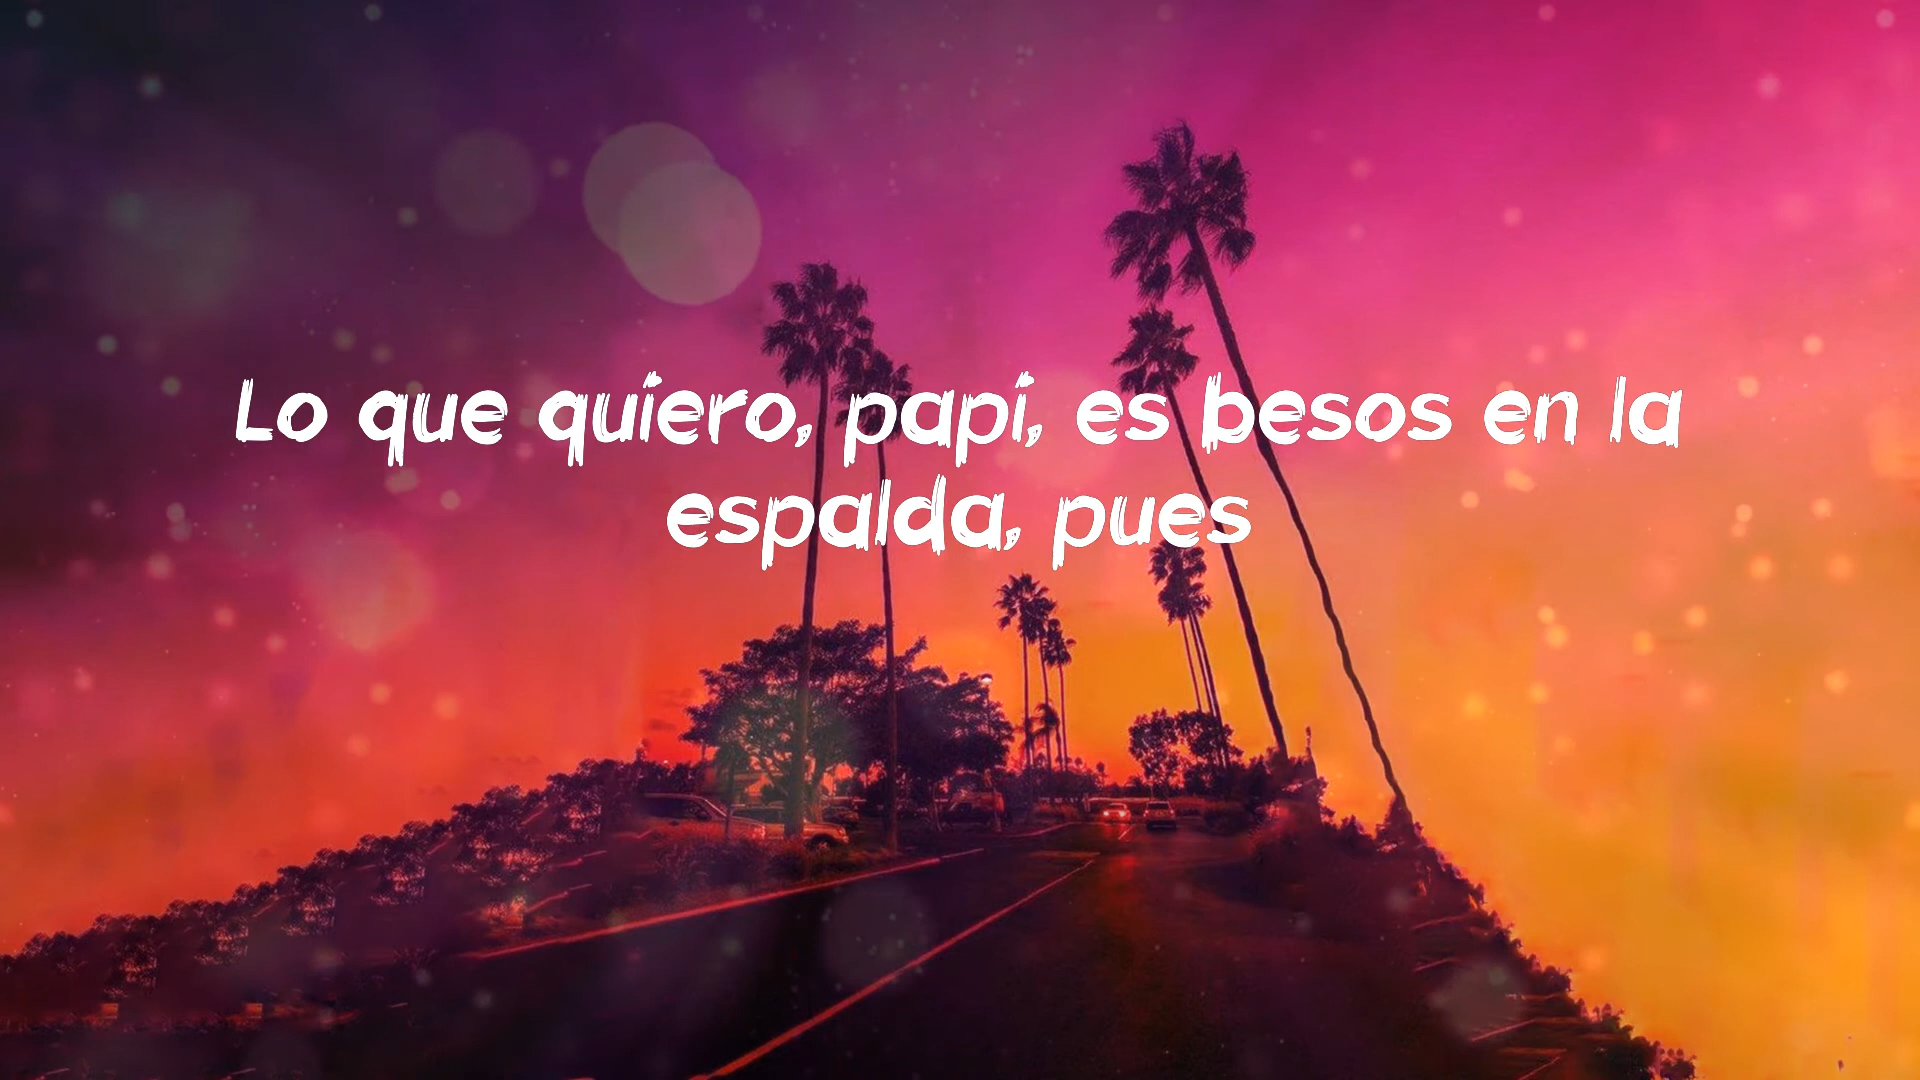 Lo que quiero, papi, es besos en la
espalda, pues